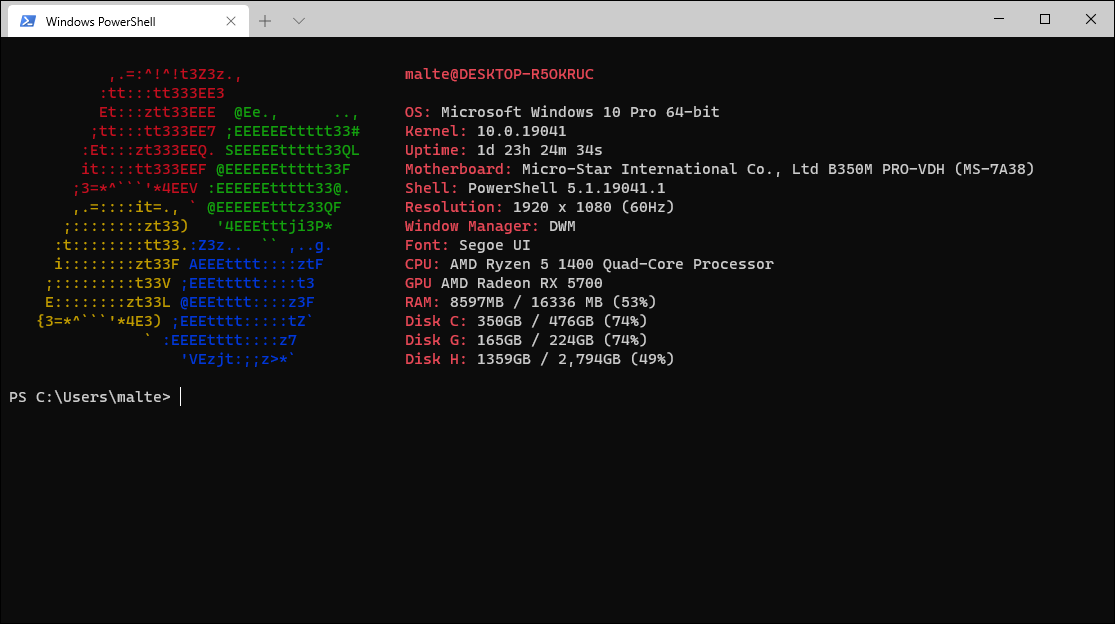 Windows PowerShell
         ,.=:^!^!t3Z3z.,                  malte@DESKTOP-R5OKRUC
        :tt:::tt333EE3
        Et:::ztt33EEE  @Ee.,      ..,     OS: Microsoft Windows 10 Pro 64-bit
       ;tt:::tt333EE7 ;EEEEEEttttt33#     Kernel: 10.0.19041
      :Et:::zt333EEQ. SEEEEEttttt33QL     Uptime: 1d 23h 24m 34s
      it::::tt333EEF @EEEEEEttttt33F      Motherboard: Micro-Star International Co., Ltd B350M PRO-VDH (MS-7A38)
     ;3=*^```'*4EEV :EEEEEEttttt33@.      Shell: PowerShell 5.1.19041.1
     ,.=::::it=., ` @EEEEEEtttz33QF       Resolution: 1920 x 1080 (60Hz)
    ;::::::::zt33)   '4EEEtttji3P*        Window Manager: DWM
   :t::::::::tt33.:Z3z..  `` ,..g.        Font: Segoe UI
   i::::::::zt33F AEEEtttt::::ztF         CPU: AMD Ryzen 5 1400 Quad-Core Processor
  ;:::::::::t33V ;EEEttttt::::t3          GPU AMD Radeon RX 5700
  E::::::::zt33L @EEEtttt::::z3F          RAM: 8597MB / 16336 MB (53%)
 {3=*^```'*4E3) ;EEEtttt:::::tZ`          Disk C: 350GB / 476GB (74%)
             ` :EEEEtttt::::z7            Disk G: 165GB / 224GB (74%)
                 'VEzjt:;;z>*`            Disk H: 1359GB / 2,794GB (49%)
PS C:\Users\malte>